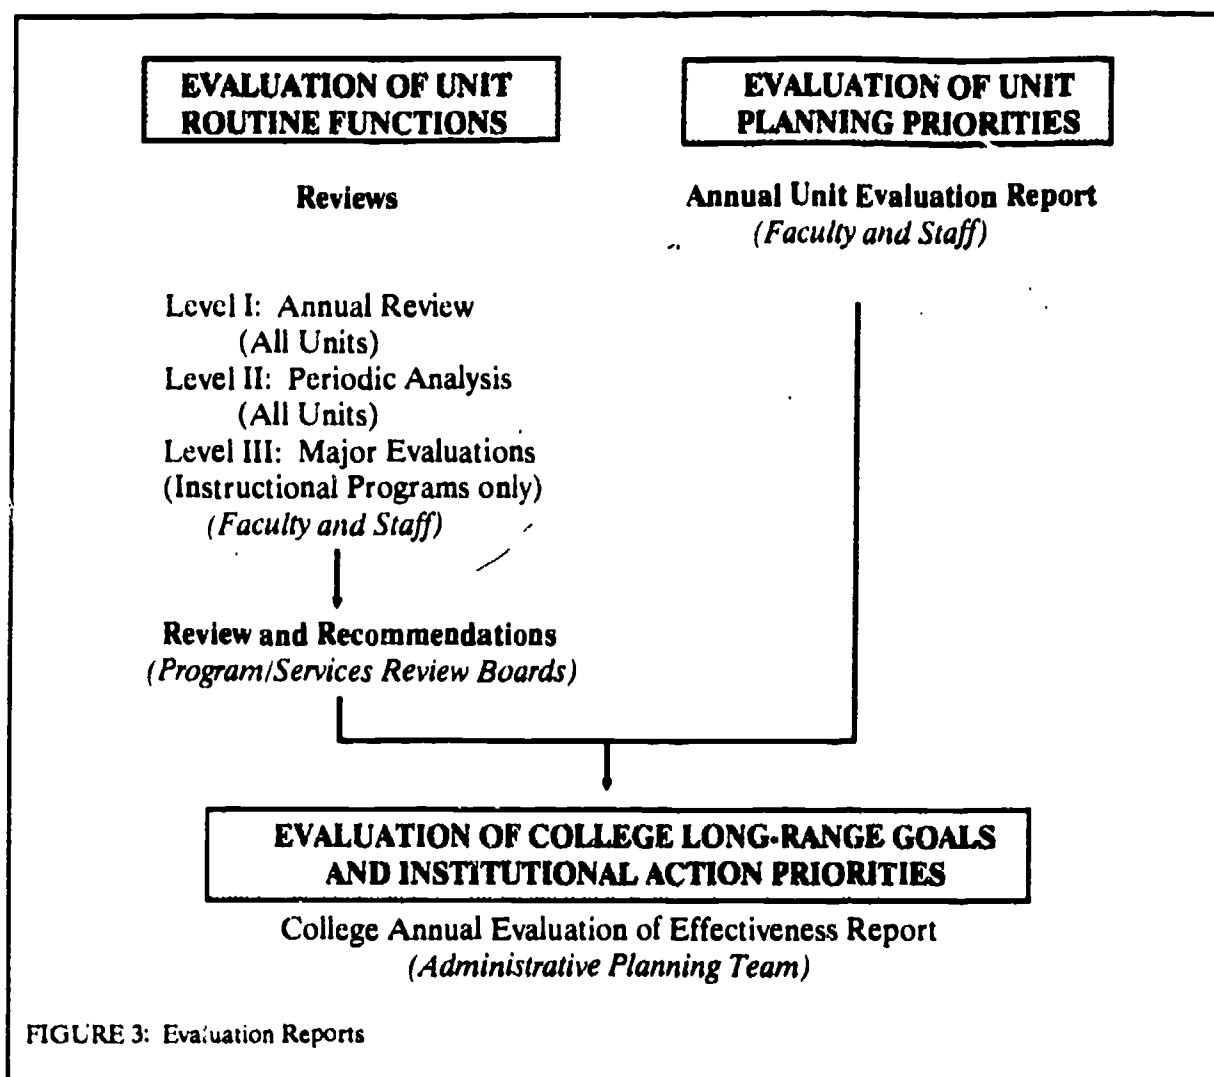 EVALUATION OF UNIT
ROUTINE FUNCTIONS
EVALUATION OF UNIT
PLANNING PRIORITIES
Reviews
Annual Unit Evaluation Report
(Faculty and Staff)
Level I: Annual Review
(All Units)
Level II: Periodic Analysis
(All Units)
Level III: Major Evaluations
(Instructional Programs only)
(Faculty and Staff)
Review and Recommendations
(Program/Services Review Boards)
EVALUATION OF COLLEGE LONG-RANGE GOALS
AND INSTITUTIONAL ACTION PRIORITIES
College Annual Evaluation of Effectiveness Report
(Administrative Planning Team)
FIGURE 3: Evaluation Reports